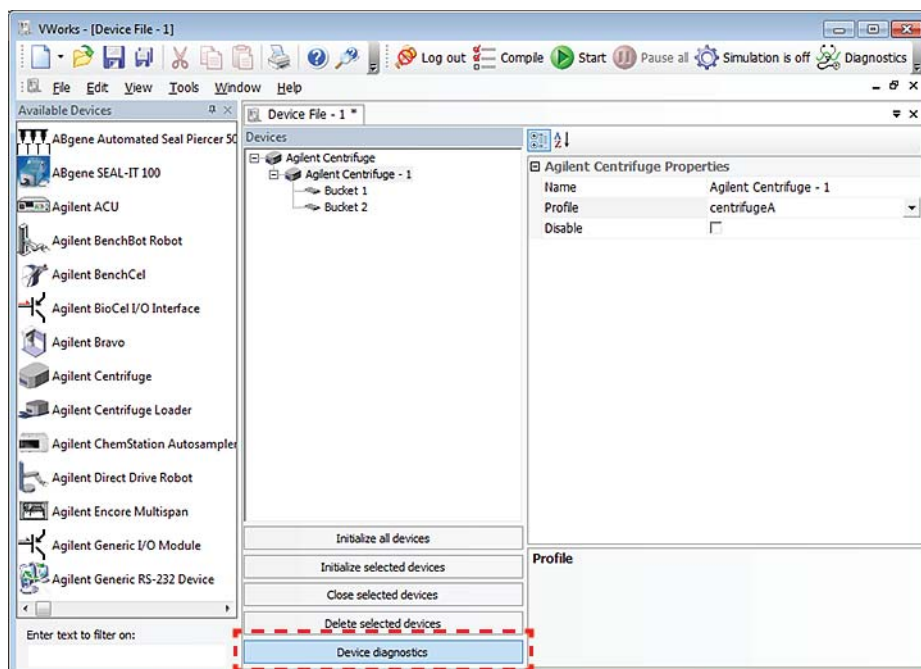 VWorks - [Device File - 1]
Log out Compile Start Pause all Simulation is off Diagnostics
File Edit View Tools Window Help
Available Devices
Device File - 1 *
ABgene Automated Seal Piercer 50
ABgene SEAL-IT 100
Agilent ACU
Agilent BenchBot Robot
Agilent BenchCel
Agilent BioCel I/O Interface
Agilent Bravo
Agilent Centrifuge
Agilent Centrifuge Loader
Agilent ChemStation Autosampler
Agilent Direct Drive Robot
Agilent Encore Multispan
Agilent Generic I/O Module
Agilent Generic RS-232 Device
Enter text to filter on:
Devices
Agilent Centrifuge
Agilent Centrifuge - 1
Bucket 1
Bucket 2
Initialize all devices
Initialize selected devices
Close selected devices
Delete selected devices
Device diagnostics
Agilent Centrifuge Properties
Name Agilent Centrifuge - 1
Profile centrifugeA
Disable
Profile